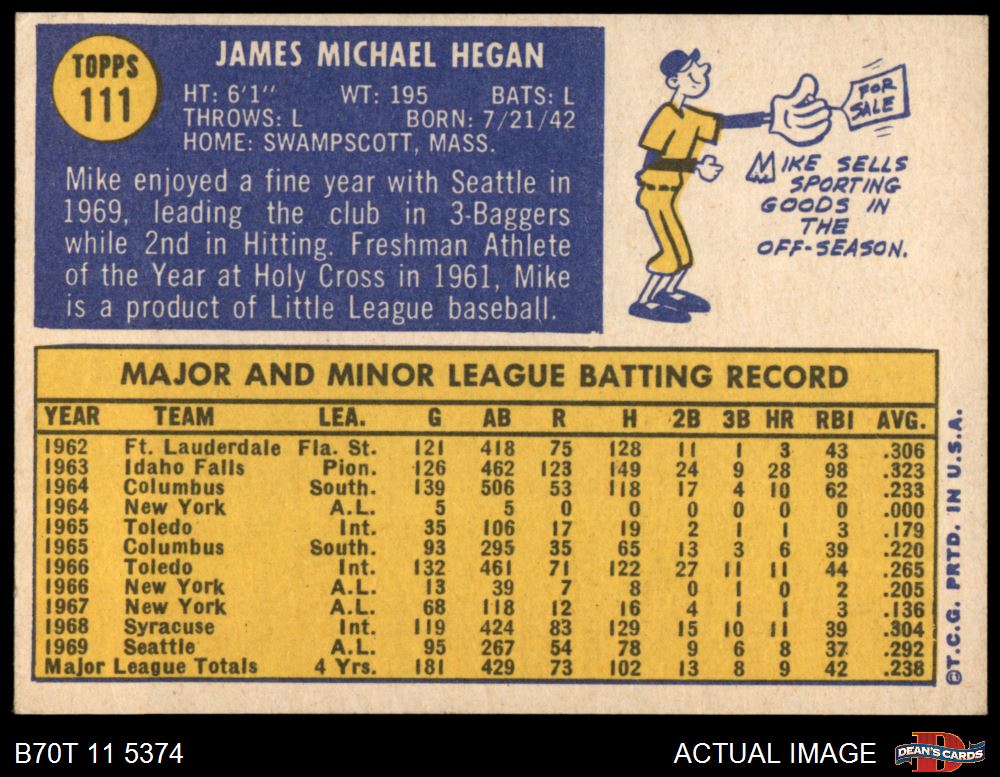 TOPPS
111
JAMES MICHAEL HEGAN
HT: 6'1" WT: 195 BATS: L
THROWS: L BORN: 7/21/42
HOME: SWAMPSCOTT, MASS.
Mike enjoyed a fine year with Seattle in
1969, leading the club in 3-Baggers
while 2nd in Hitting. Freshman Athlete
of the Year at Holy Cross in 1961, Mike
is a product of Little League baseball.
FOR
SALE
MIKE SELLS
SPORTING
GOODS IN
THE
OFF-SEASON.
MAJOR AND MINOR LEAGUE BATTING RECORD
YEAR TEAM LEA. G AB R H 2B 3B HR RBI AVG.
1962 Ft. Lauderdale Fla. St. 121 418 75 128 11 1 3 43 .306
1963 Idaho Falls Pion. 126 462 123 149 24 9 28 98 .323
1964 Columbus South. 139 506 53 118 17 4 10 62 .233
1964 New York A.L. 5 5 0 0 0 0 0 0 .000
1965 Toledo Int. 35 106 17 19 2 1 1 3 .179
1965 Columbus South. 93 295 35 65 13 3 6 39 .220
1966 Toledo Int. 132 461 71 122 27 11 11 44 .265
1966 New York A.L. 13 39 7 8 0 1 0 2 .205
1967 New York A.L. 68 118 12 16 4 1 1 3 .136
1968 Syracuse Int. 119 424 83 129 15 10 11 39 .304
1969 Seattle A.L. 95 267 54 78 9 6 8 37 .292
Major League Totals 4 Yrs. 181 429 73 102 13 8 9 42 .238
©T.C.G. PRTD. IN U.S.A.
B70T 11 5374
ACTUAL IMAGE
D
DEAN'S CARDS